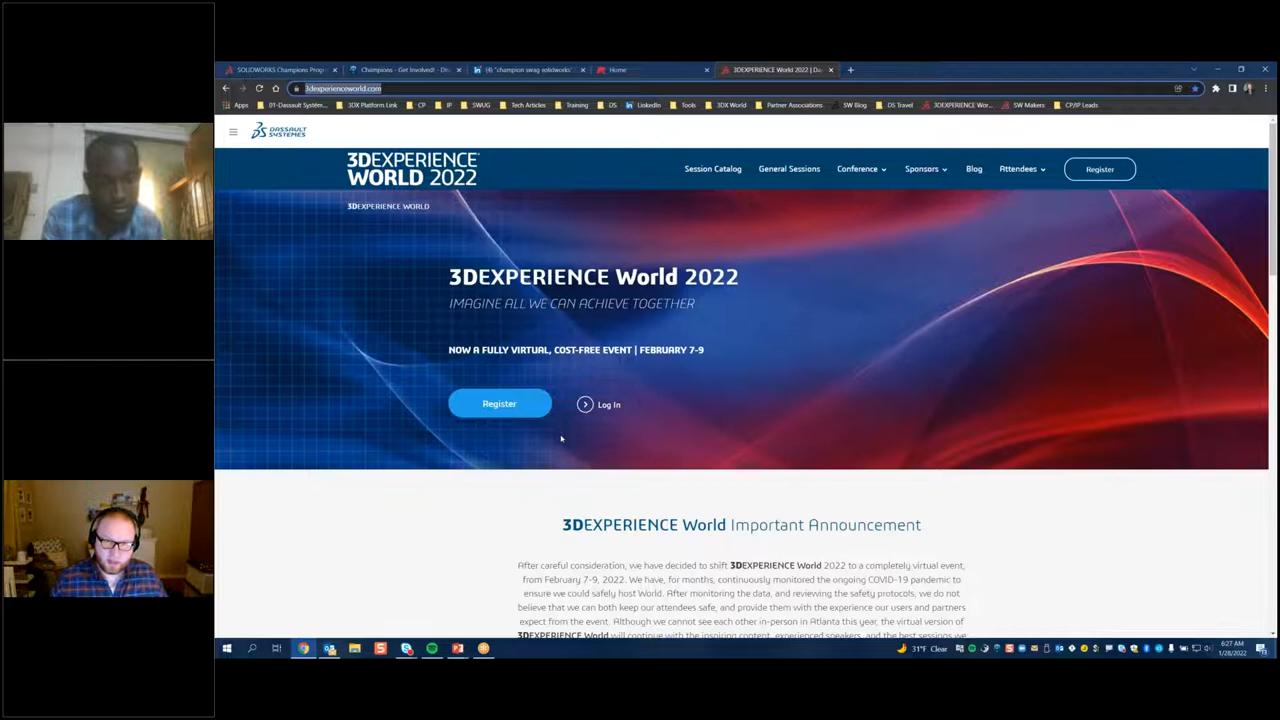 SOLIDWORKS Champions Prog
Champions - Get Involved! - Dr
(4) "champion swag solidworks"
Home
3DEXPERIENCE World 2022 | Da
3dexperienceworld.com
Apps
01-Dassault Systèm...
3DX Platform Link
CP
IP
SWUG
Tech Articles
Training
DS
LinkedIn
Tools
3DX World
Partner Associations
SW Blog
DS Travel
3DEXPERIENCE Wor...
SW Makers
CP/IP Leads
DASSAULT
SYSTEMES
3DEXPERIENCE
WORLD 2022
Session Catalog
General Sessions
Conference
Sponsors
Blog
Attendees
Register
3DEXPERIENCE WORLD
3DEXPERIENCE World 2022
IMAGINE ALL WE CAN ACHIEVE TOGETHER
NOW A FULLY VIRTUAL, COST-FREE EVENT | FEBRUARY 7-9
Register
Log In
3DEXPERIENCE World Important Announcement
After careful consideration, we have decided to shift 3DEXPERIENCE World 2022 to a completely virtual event,
from February 7-9, 2022. We have, for months, continuously monitored the ongoing COVID-19 pandemic to
ensure we could safely host World. After monitoring the data, and reviewing the safety protocols, we do not
believe that we can both keep our attendees safe, and provide them with the experience our users and partners
expect from the event. Although we cannot see each other in-person in Atlanta this year, the virtual version of
3DEXPERIENCE World will continue with the inspiring content, experienced speakers, and the best sessions we
31°F Clear
6:27 AM
1/28/2022